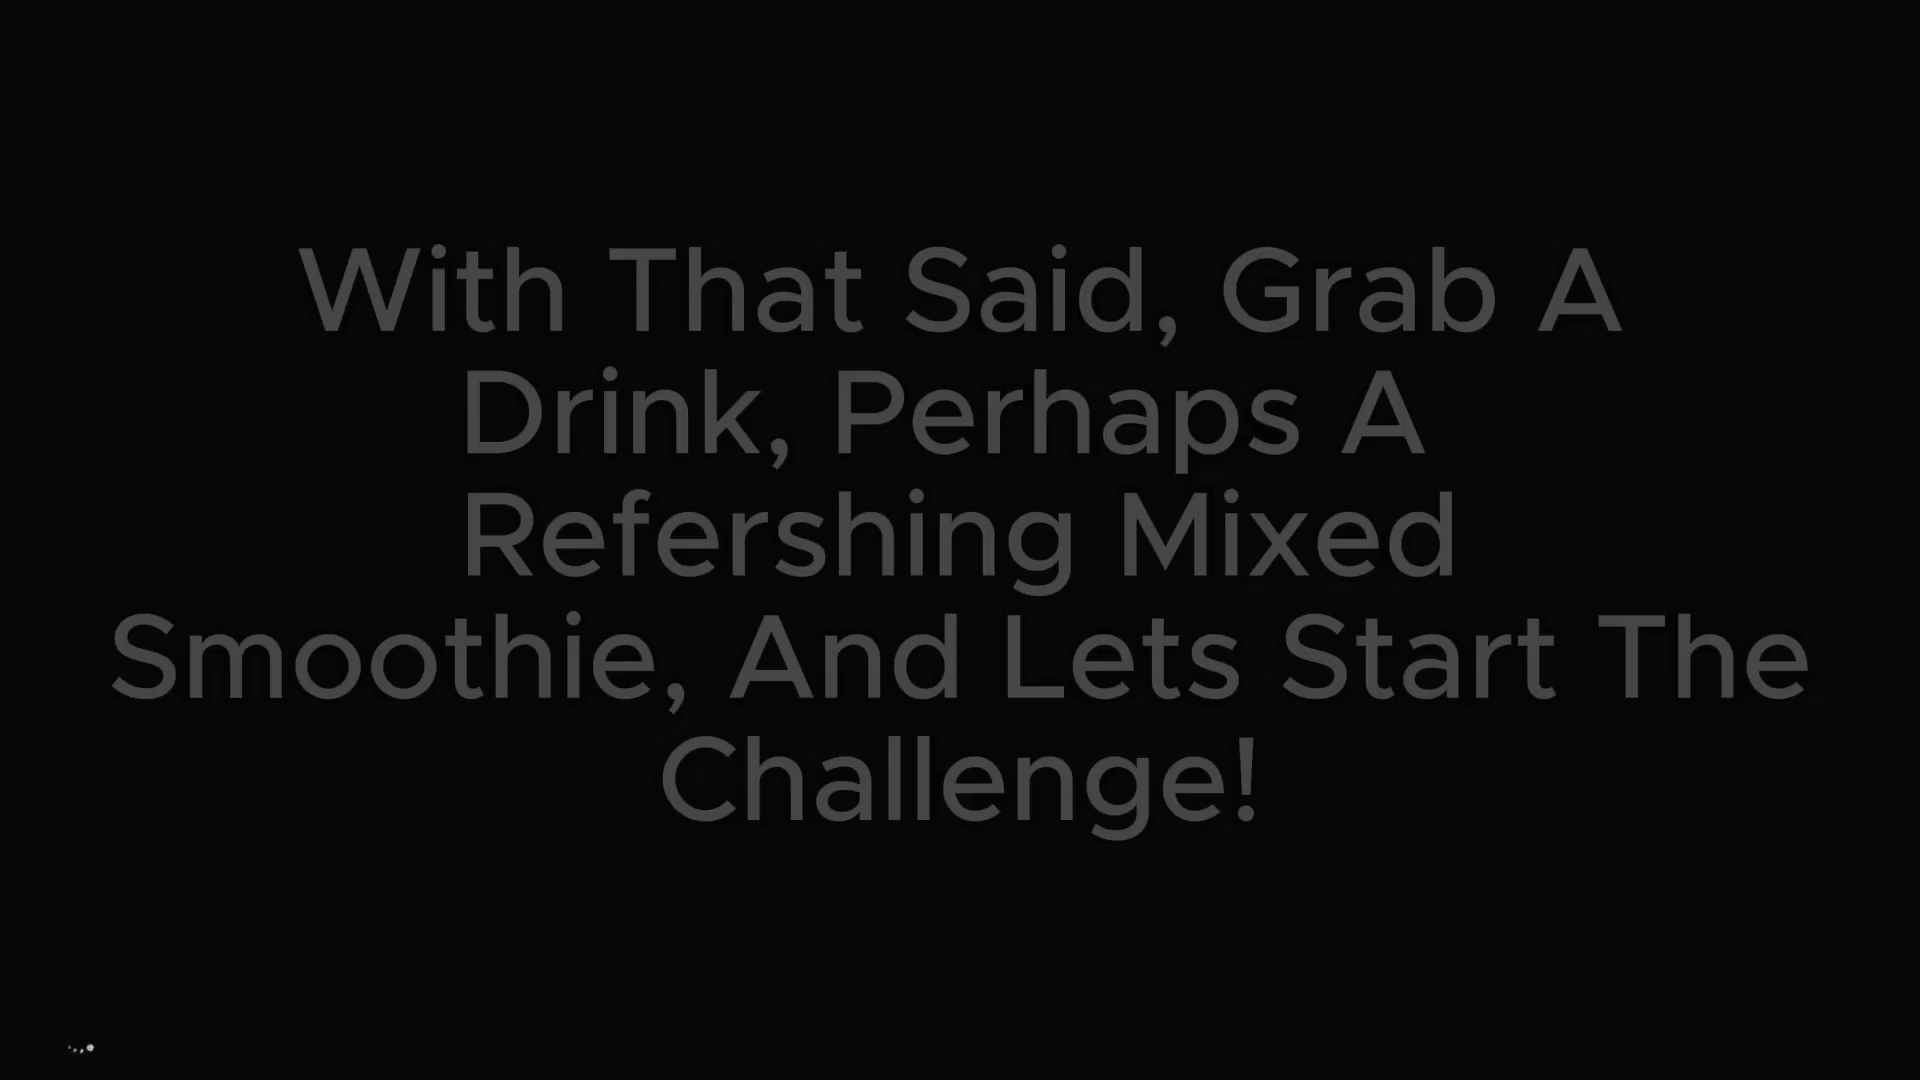 With That Said, Grab A
Drink, Perhaps A
Refershing Mixed
Smoothie, And Lets Start The
Challenge!